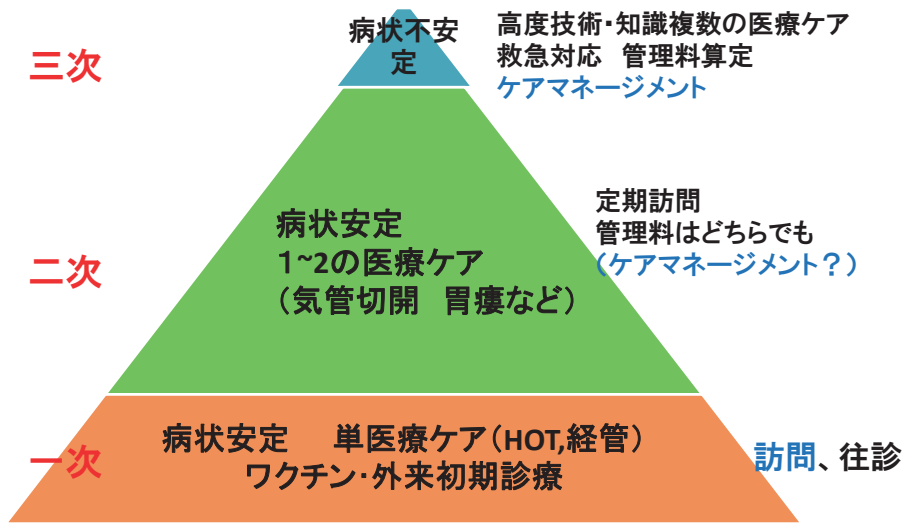 三次
病状不安
定
高度技術・知識複数の医療ケア
救急対応　管理料算定
ケアマネージメント
二次
病状安定
1~2の医療ケア
（気管切開　胃瘻など）
定期訪問
管理料はどちらでも
（ケアマネージメント？）
一次
病状安定　単医療ケア（HOT,経管）
ワクチン・外来初期診療
訪問、往診